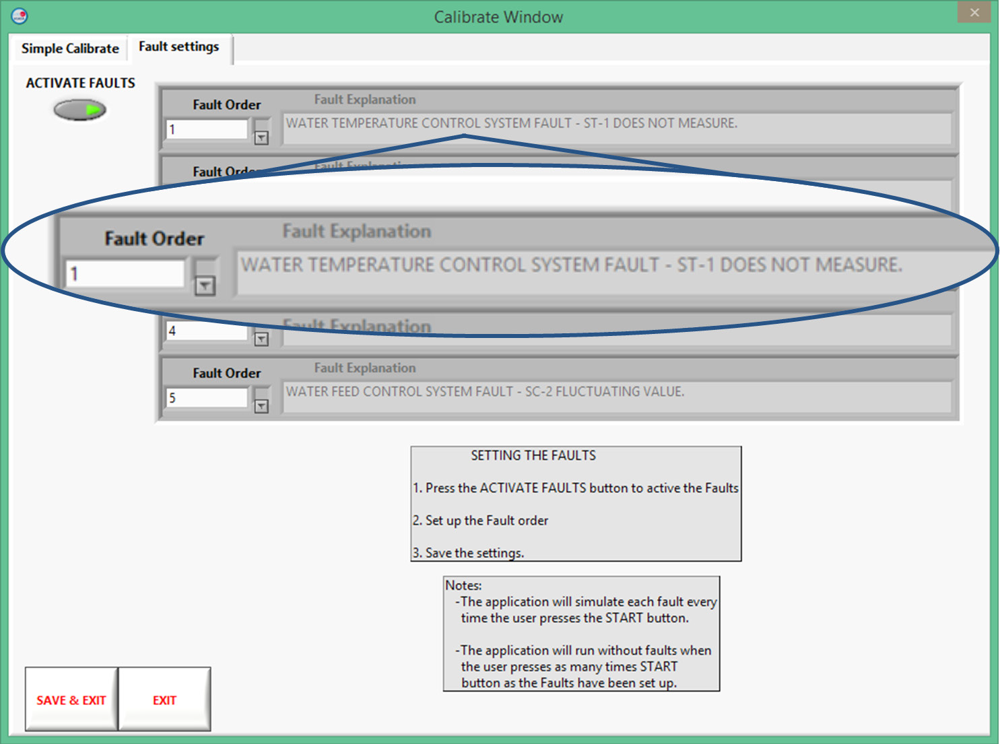 Calibrate Window
Simple Calibrate
Fault settings
ACTIVATE FAULTS
Fault Order
Fault Explanation
1
WATER TEMPERATURE CONTROL SYSTEM FAULT - ST-1 DOES NOT MEASURE.
Fault Order
Fault Explanation
Fault Order
Fault Explanation
1
WATER TEMPERATURE CONTROL SYSTEM FAULT - ST-1 DOES NOT MEASURE.
4
Fault Explanation
Fault Order
Fault Explanation
5
WATER FEED CONTROL SYSTEM FAULT - SC-2 FLUCTUATING VALUE.
SETTING THE FAULTS
1. Press the ACTIVATE FAULTS button to active the Faults
2. Set up the Fault order
3. Save the settings.
Notes:
-The application will simulate each fault every
time the user presses the START button.
-The application will run without faults when
the user presses as many times START
button as the Faults have been set up.
SAVE & EXIT
EXIT